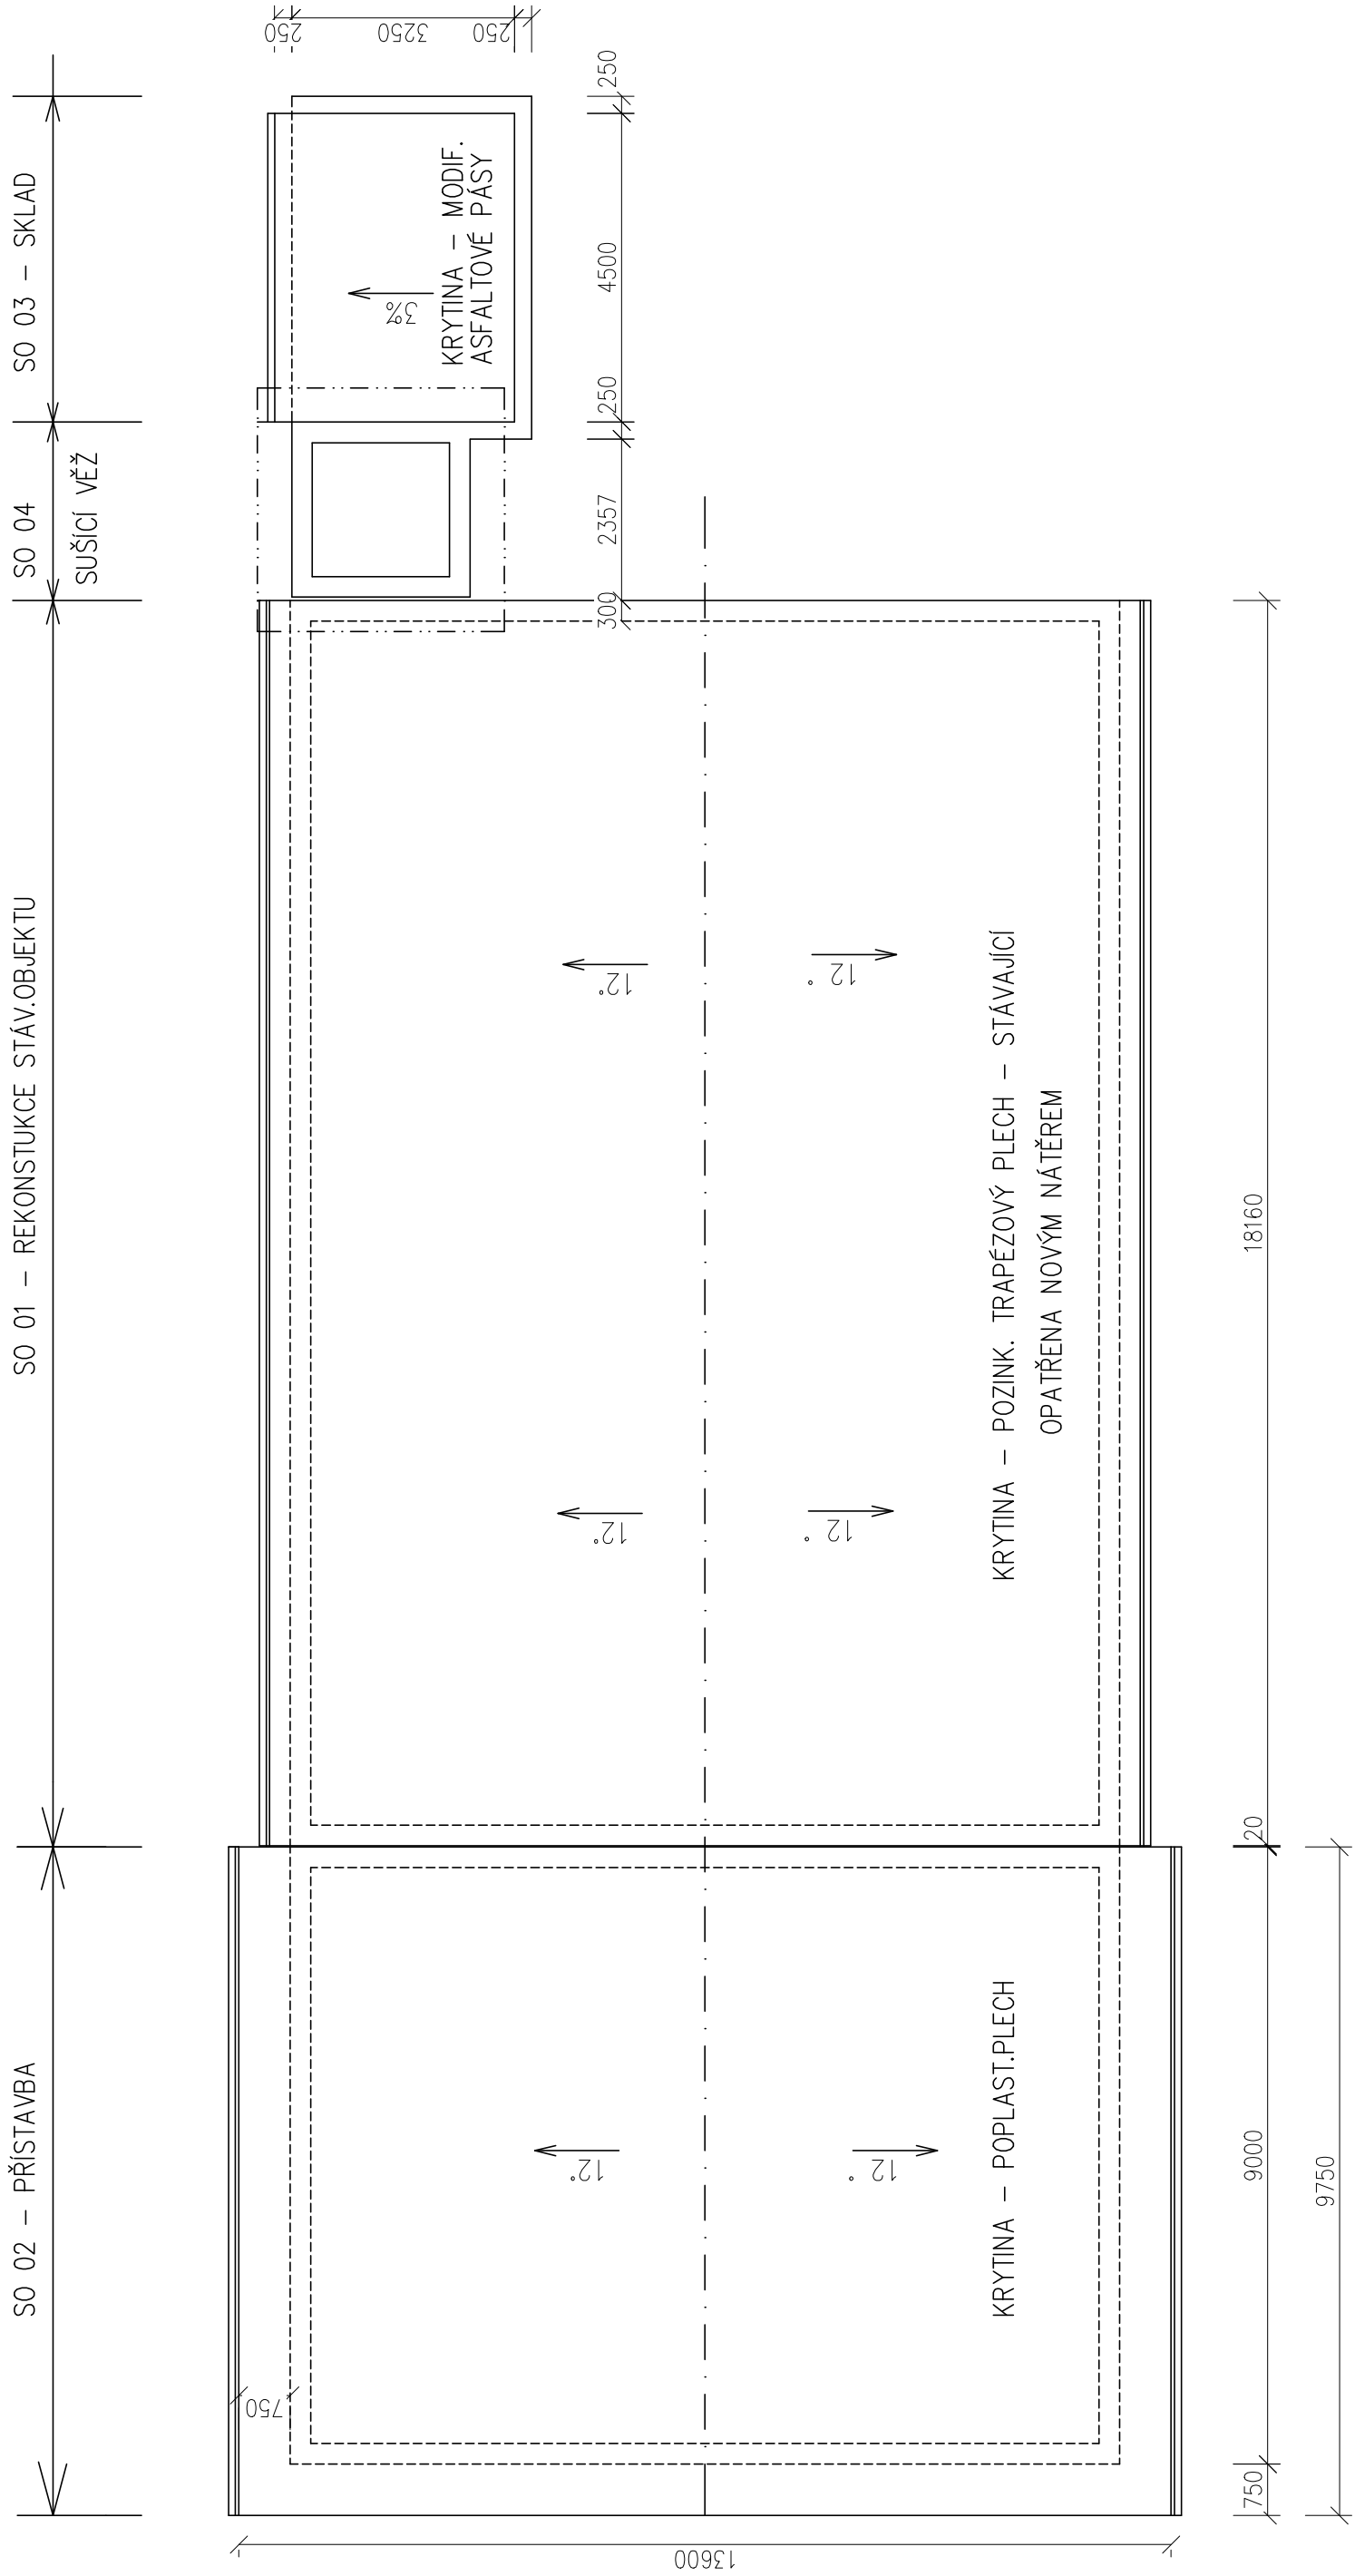 SO 02 – PŘÍSTAVBA
SO 01 – REKONSTUKCE STÁV.OBJEKTU
SO 04
SUŠÍCÍ VĚŽ
SO 03 – SKLAD
250
3250
250
3%
KRYTINA – MODIF.
ASFALTOVÉ PÁSY
300
2357
250
4500
250
750
12°
12°
12°
12 °
12 °
12 °
KRYTINA – POPLAST.PLECH
KRYTINA – POZINK. TRAPÉZOVÝ PLECH – STÁVAJÍCÍ
OPATŘENA NOVÝM NÁTĚREM
13600
750
9000
20
18160
9750